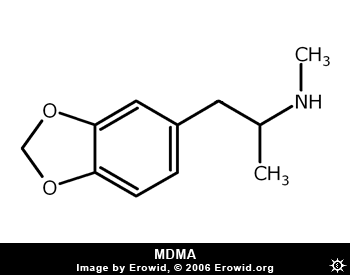 CH3
O
NH
CH3
O
MDMA
Image by Erowid, © 2006 Erowid.org